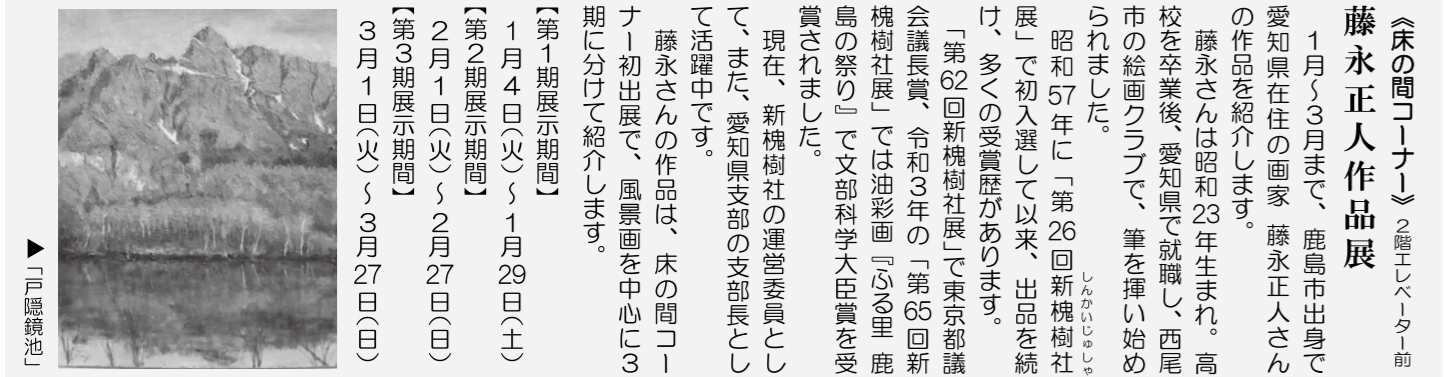 《床の間コーナー》２階エレベーター前
藤永正人作品展
１月～３月まで、鹿島市出身で
愛知県在住の画家 藤永正人さん
の作品を紹介します。
藤永さんは昭和23年生まれ。高
校を卒業後、愛知県で就職し、西尾
市の絵画クラブで、筆を揮い始め
られました。
昭和57年に「第26回新槐樹社
しんかいじゅしゃ
展」で初入選して以来、出品を続
け、多くの受賞歴があります。
「第62回新槐樹社展」で東京都議
会議長賞、令和３年の「第65回新
槐樹社展」では油彩画『ふる里 鹿
島の祭り』で文部科学大臣賞を受
賞されました。
現在、新槐樹社の運営委員とし
て、また、愛知県支部の支部長とし
て活躍中です。
藤永さんの作品は、床の間コー
ナー初出展で、風景画を中心に３
期に分けて紹介します。
【第１期展示期間】
１月４日（火）～１月29日（土）
【第２期展示期間】
２月１日（火）～２月27日（日）
【第３期展示期間】
３月１日（火）～３月27日（日）
▶「戸隠鏡池」